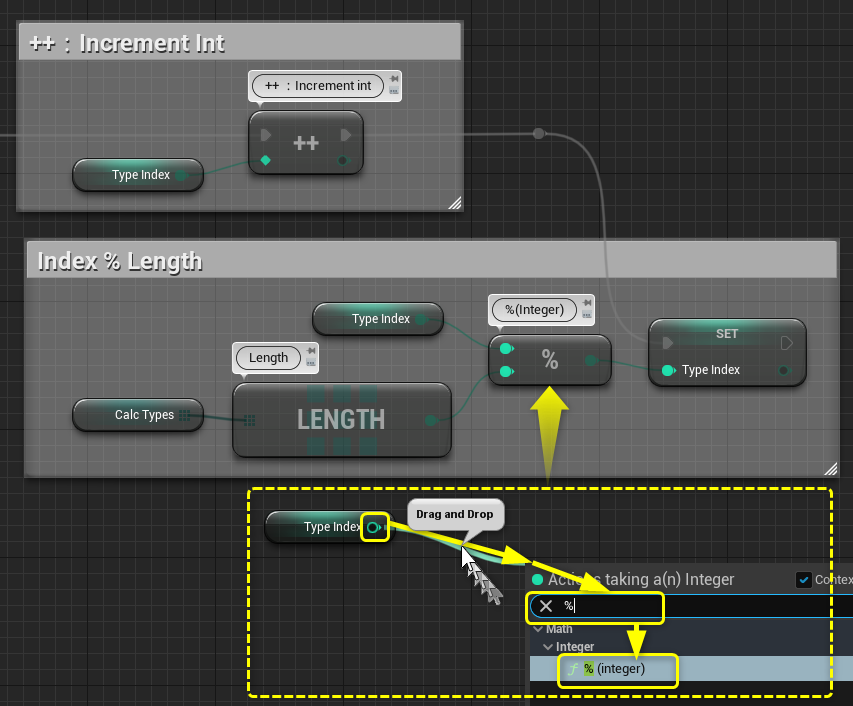 ++ : Increment Int
++ : Increment int
++
Type Index
Index % Length
Type Index
%(Integer)
%
SET
Type Index
Length
Calc Types
LENGTH
Type Index
Drag and Drop
Actions taking a(n) Integer
Contex
%
Math
Integer
f % (integer)